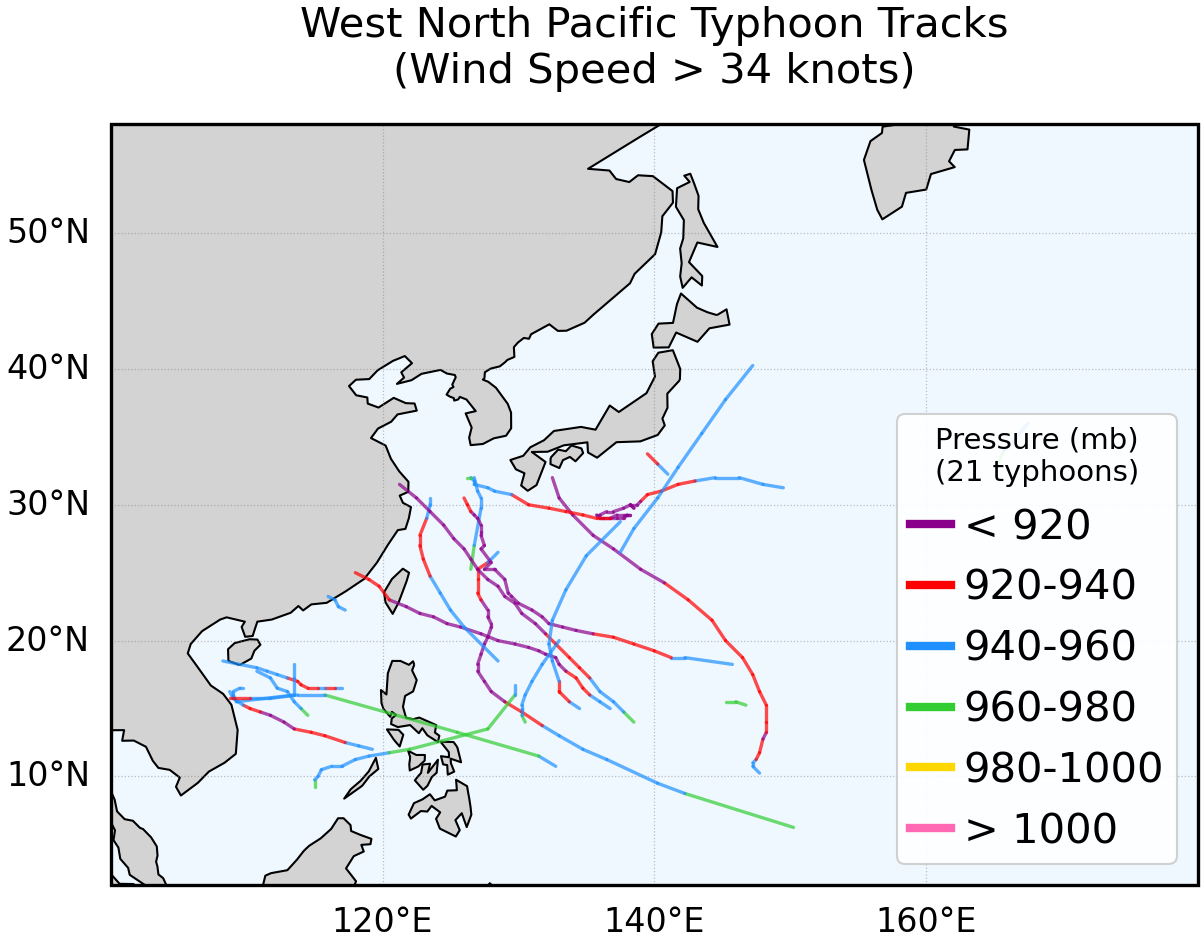 West North Pacific Typhoon Tracks
(Wind Speed > 34 knots)
50°N
40°N
30°N
20°N
10°N
120°E
140°E
160°E
Pressure (mb)
(21 typhoons)
< 920
920-940
940-960
960-980
980-1000
> 1000